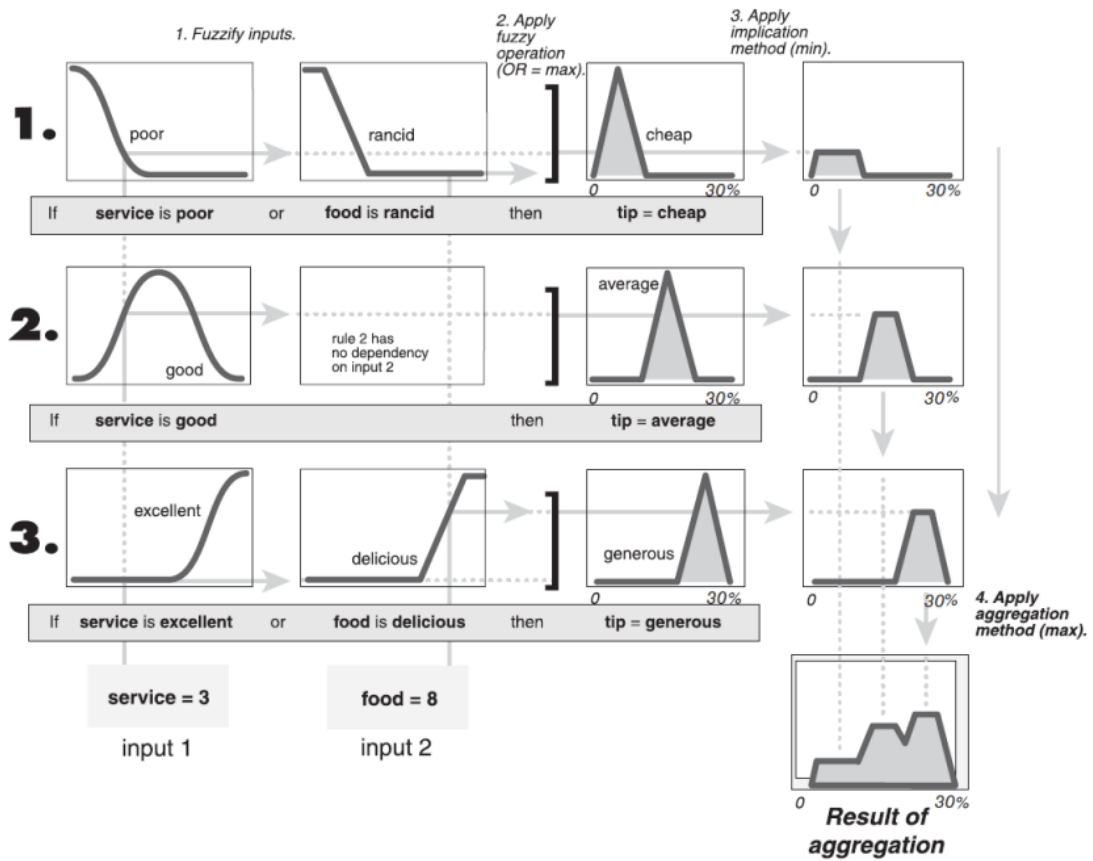 1. Fuzzify inputs.
2. Apply
fuzzy
operation
(OR = max).
3. Apply
implication
method (min).
1.
poor
rancid
cheap
0 30%
0 30%
If service is poor or food is rancid then tip = cheap
2.
good
rule 2 has
no dependency
on input 2
average
0 30%
0 30%
If service is good then tip = average
3.
excellent
delicious
generous
0 30%
0 30%
If service is excellent or food is delicious then tip = generous
4. Apply
aggregation
method (max).
service = 3
input 1
food = 8
input 2
0 30%
Result of
aggregation